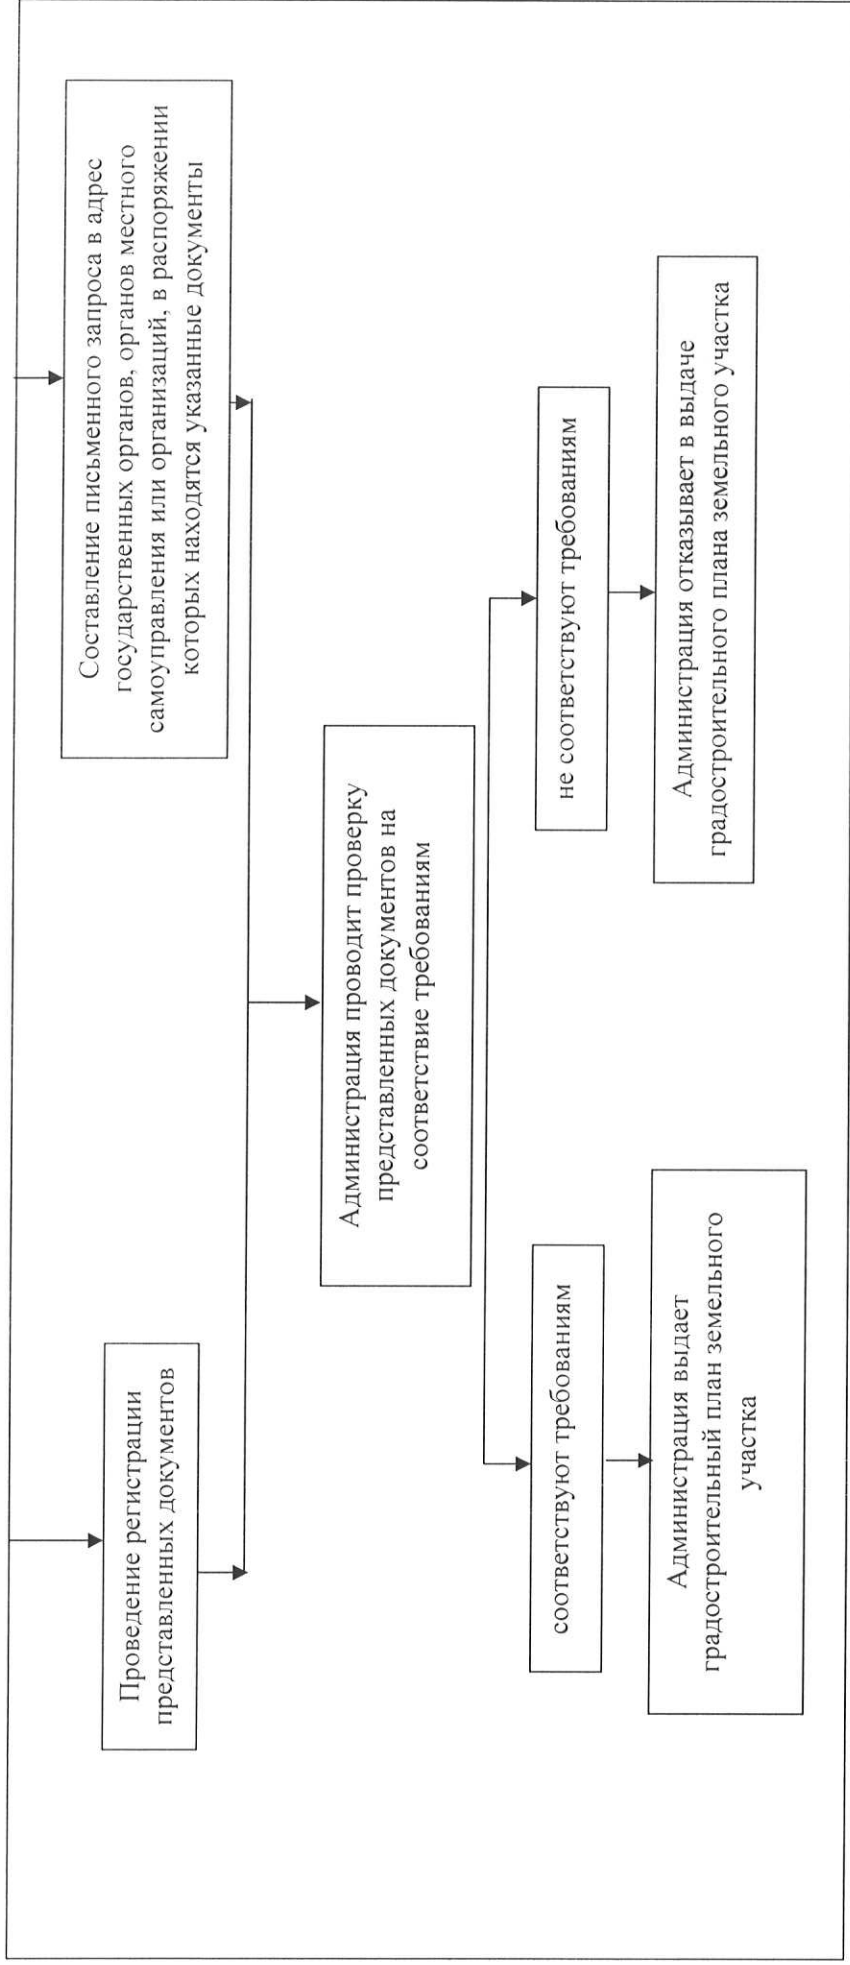 Проведение регистрации
представленных документов
Составление письменного запроса в адрес
государственных органов, органов местного
самоуправления или организаций, в распоряжении
которых находятся указанные документы
Администрация проводит проверку
представленных документов на
соответствие требованиям
соответствуют требованиям
не соответствуют требованиям
Администрация выдает
градостроительный план земельного
участка
Администрация отказывает в выдаче
градостроительного плана земельного участка